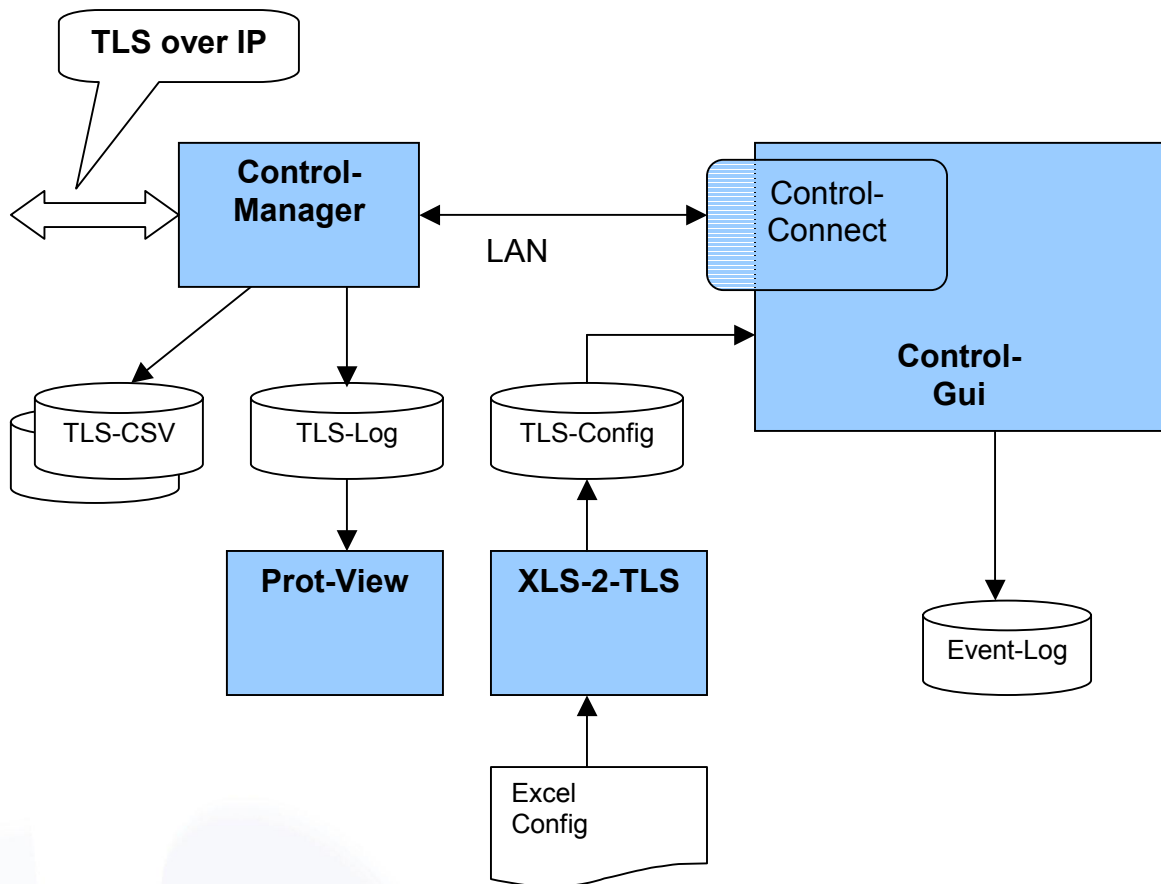 TLS over IP
Control-
Manager
LAN
Control-
Connect
Control-
Gui
TLS-CSV
TLS-Log
TLS-Config
Prot-View
XLS-2-TLS
Event-Log
Excel
Config